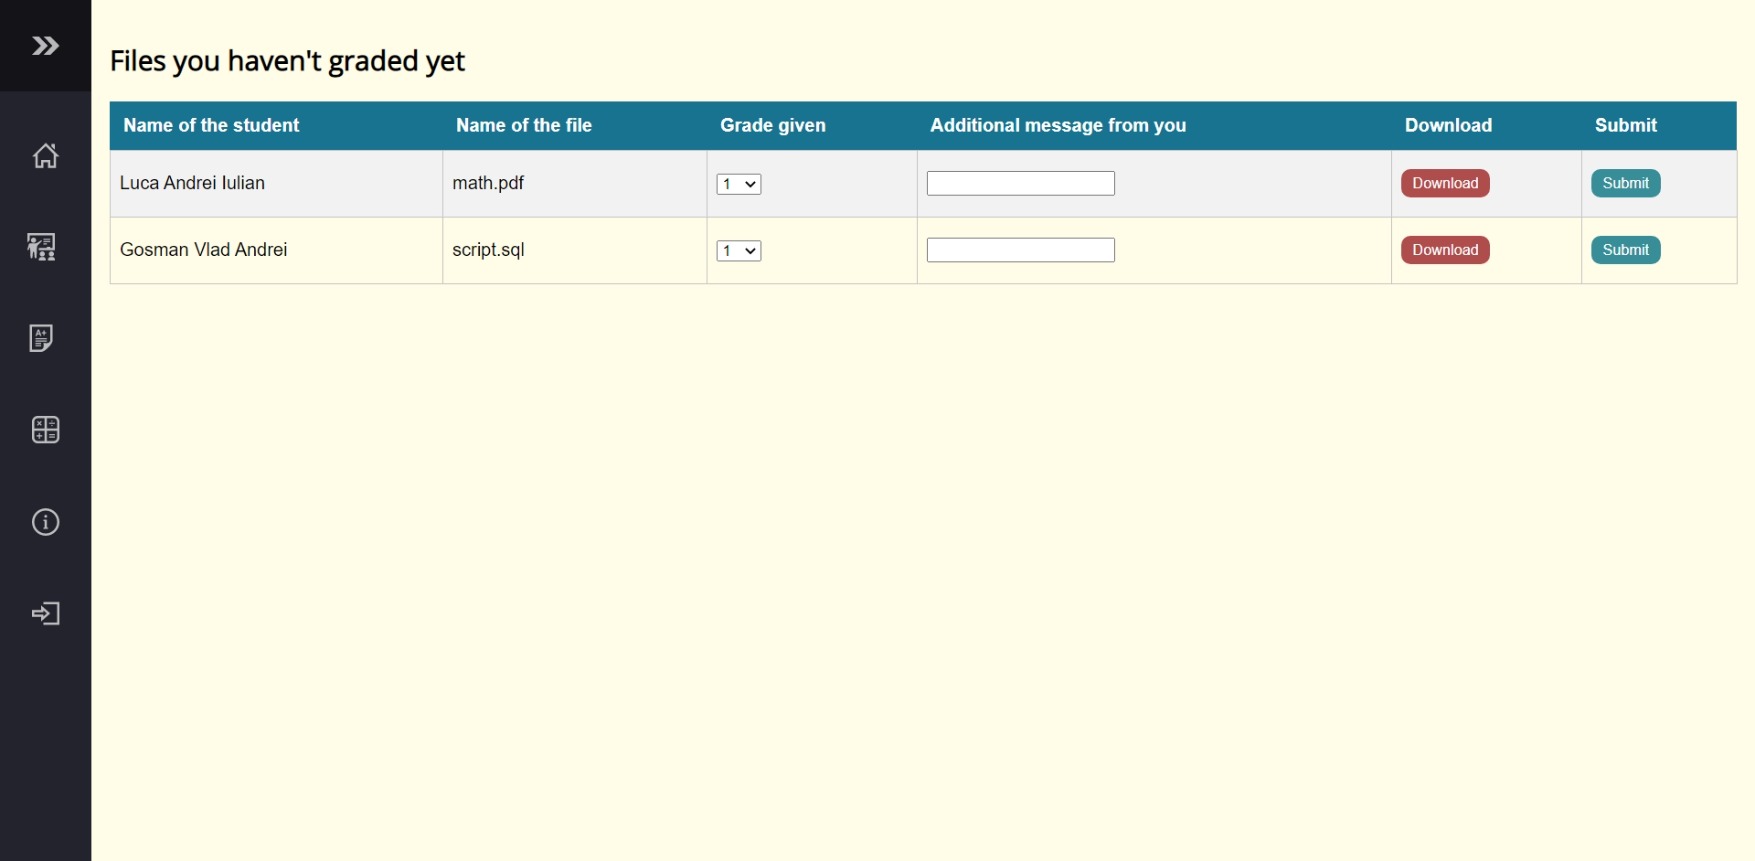 Files you haven't graded yet
Name of the student Name of the file Grade given Additional message from you Download Submit
Luca Andrei Iulian math.pdf 1 Download Submit
Gosman Vlad Andrei script.sql 1 Download Submit
A+